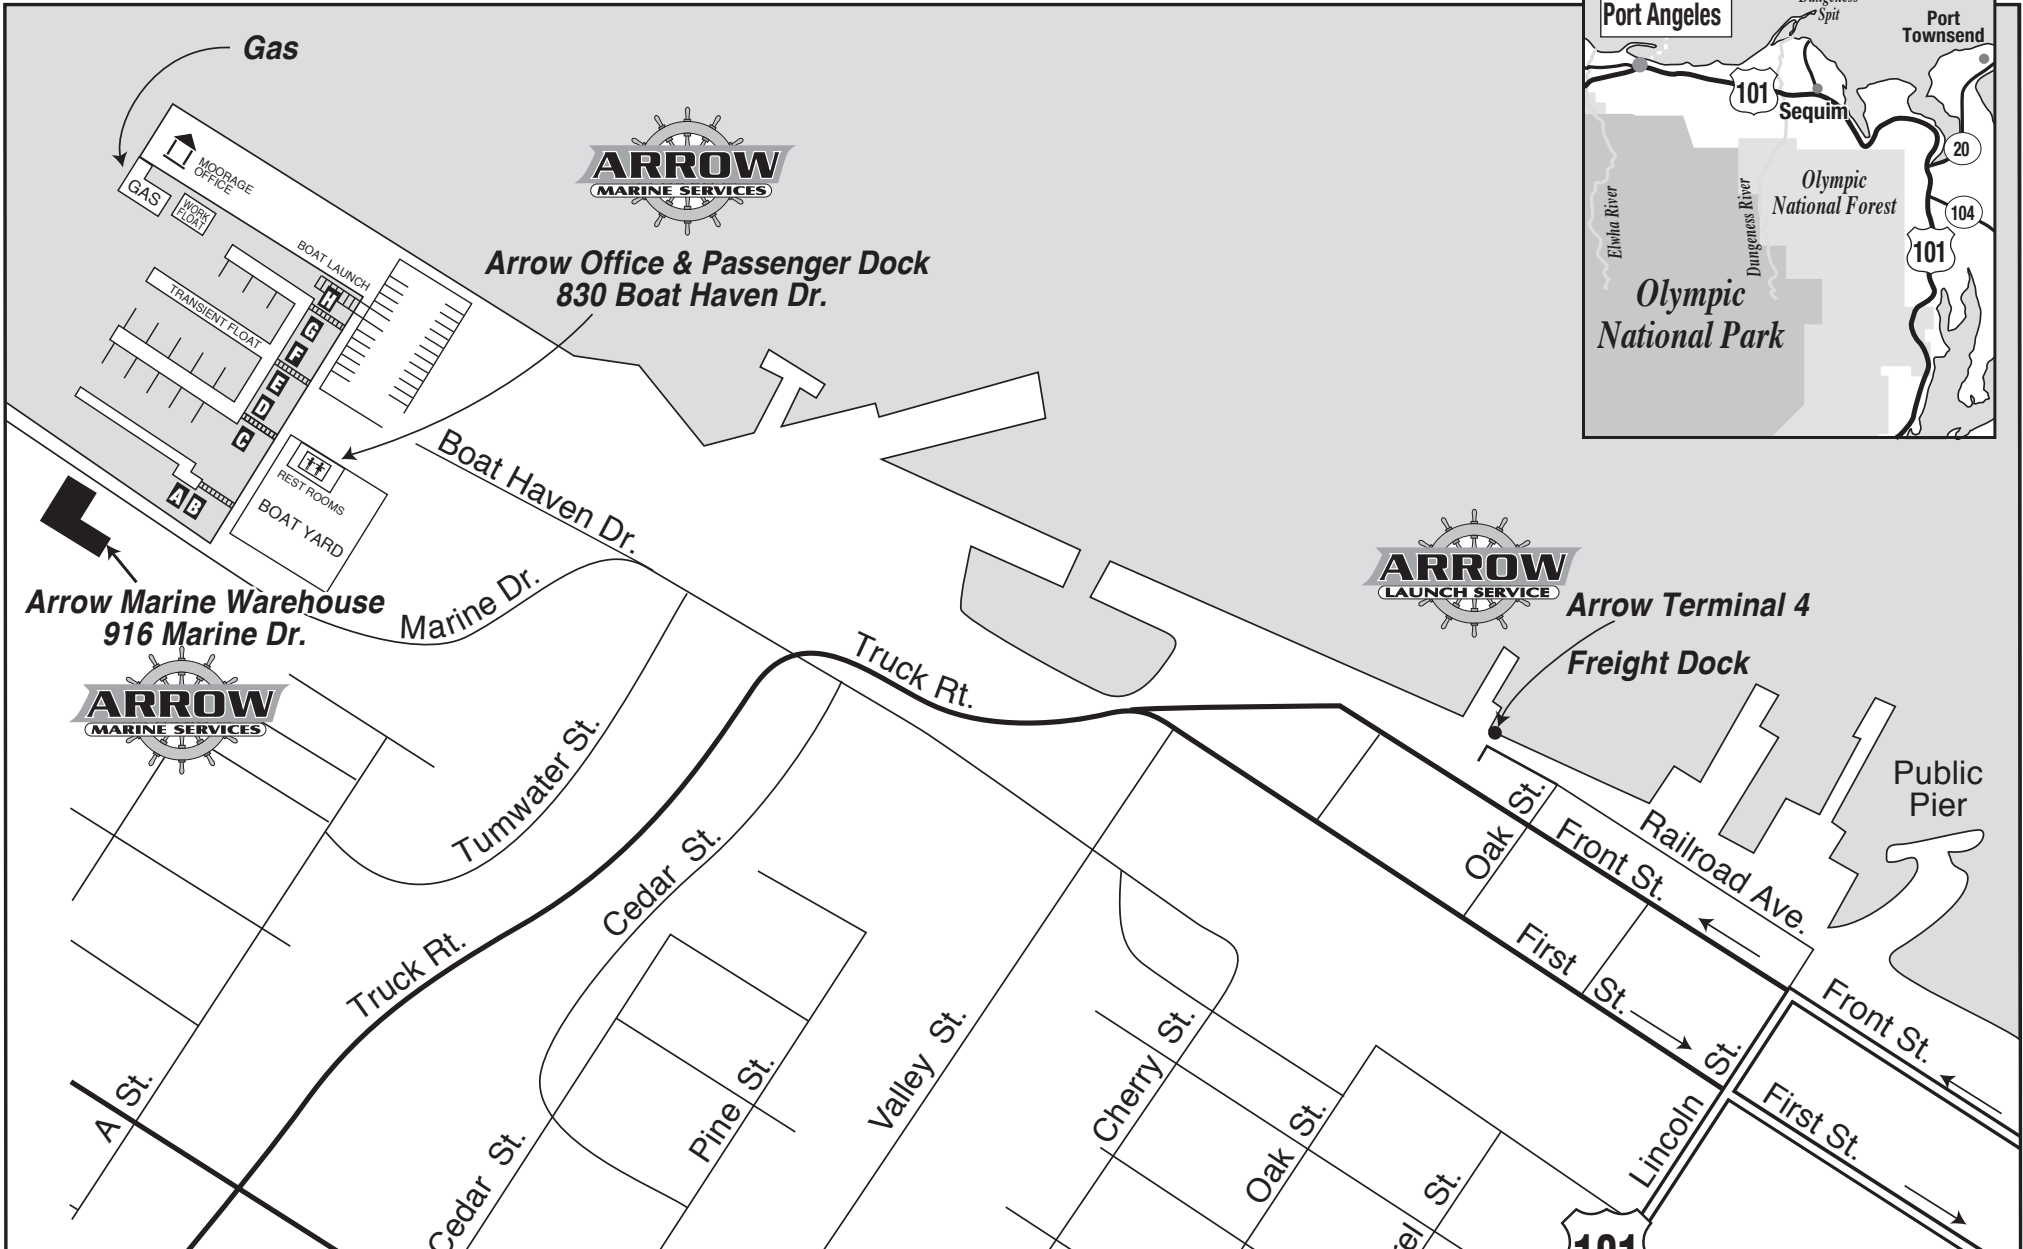 Gas
MOORAGE
OFFICE
GAS
WORK
FLOAT
BOAT LAUNCH
TRANSIENT FLOAT
H
G
F
E
D
C
A B
REST ROOMS
BOAT YARD
ARROW
MARINE SERVICES
Arrow Office & Passenger Dock
830 Boat Haven Dr.
Arrow Marine Warehouse
916 Marine Dr.
ARROW
MARINE SERVICES
Boat Haven Dr.
Marine Dr.
Truck Rt.
Tumwater St.
Cedar St.
Truck Rt.
A St.
Cedar St.
Pine St.
Valley St.
Cherry St.
Oak St.
St.
Lincoln St.
101
ARROW
LAUNCH SERVICE
Arrow Terminal 4
Freight Dock
Public
Pier
Oak St.
Front St.
Railroad Ave.
First St.
Front St.
First St.
Port Angeles
Spit
Port
Townsend
101
Sequim
20
104
101
Elwha River
Dungeness River
Olympic
National Forest
Olympic
National Park